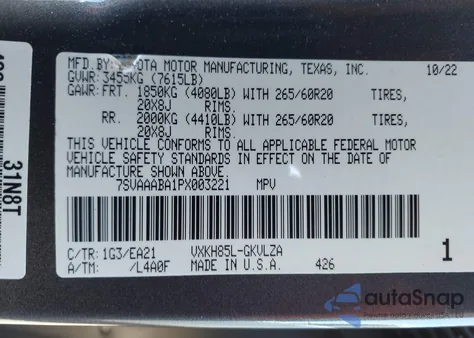 MFD. BY: TOYOTA MOTOR MANUFACTURING, TEXAS, INC. 10/22
GVWR: 3455KG (7615LB)
GAWR: FRT. 1850KG (4080LB) WITH 265/60R20 TIRES,
20X8J RIMS.
RR. 2000KG (4410LB) WITH 265/60R20 TIRES,
20X8J RIMS.
THIS VEHICLE CONFORMS TO ALL APPLICABLE FEDERAL MOTOR
VEHICLE SAFETY STANDARDS IN EFFECT ON THE DATE OF
MANUFACTURE SHOWN ABOVE.
7SVAAABA1PX003221 MPV
C/TR: 1G3/EA21 VXKH85L-GKVLZA
A/TM: /L4A0F MADE IN U.S.A. 426 1
31N8T
autoSnap